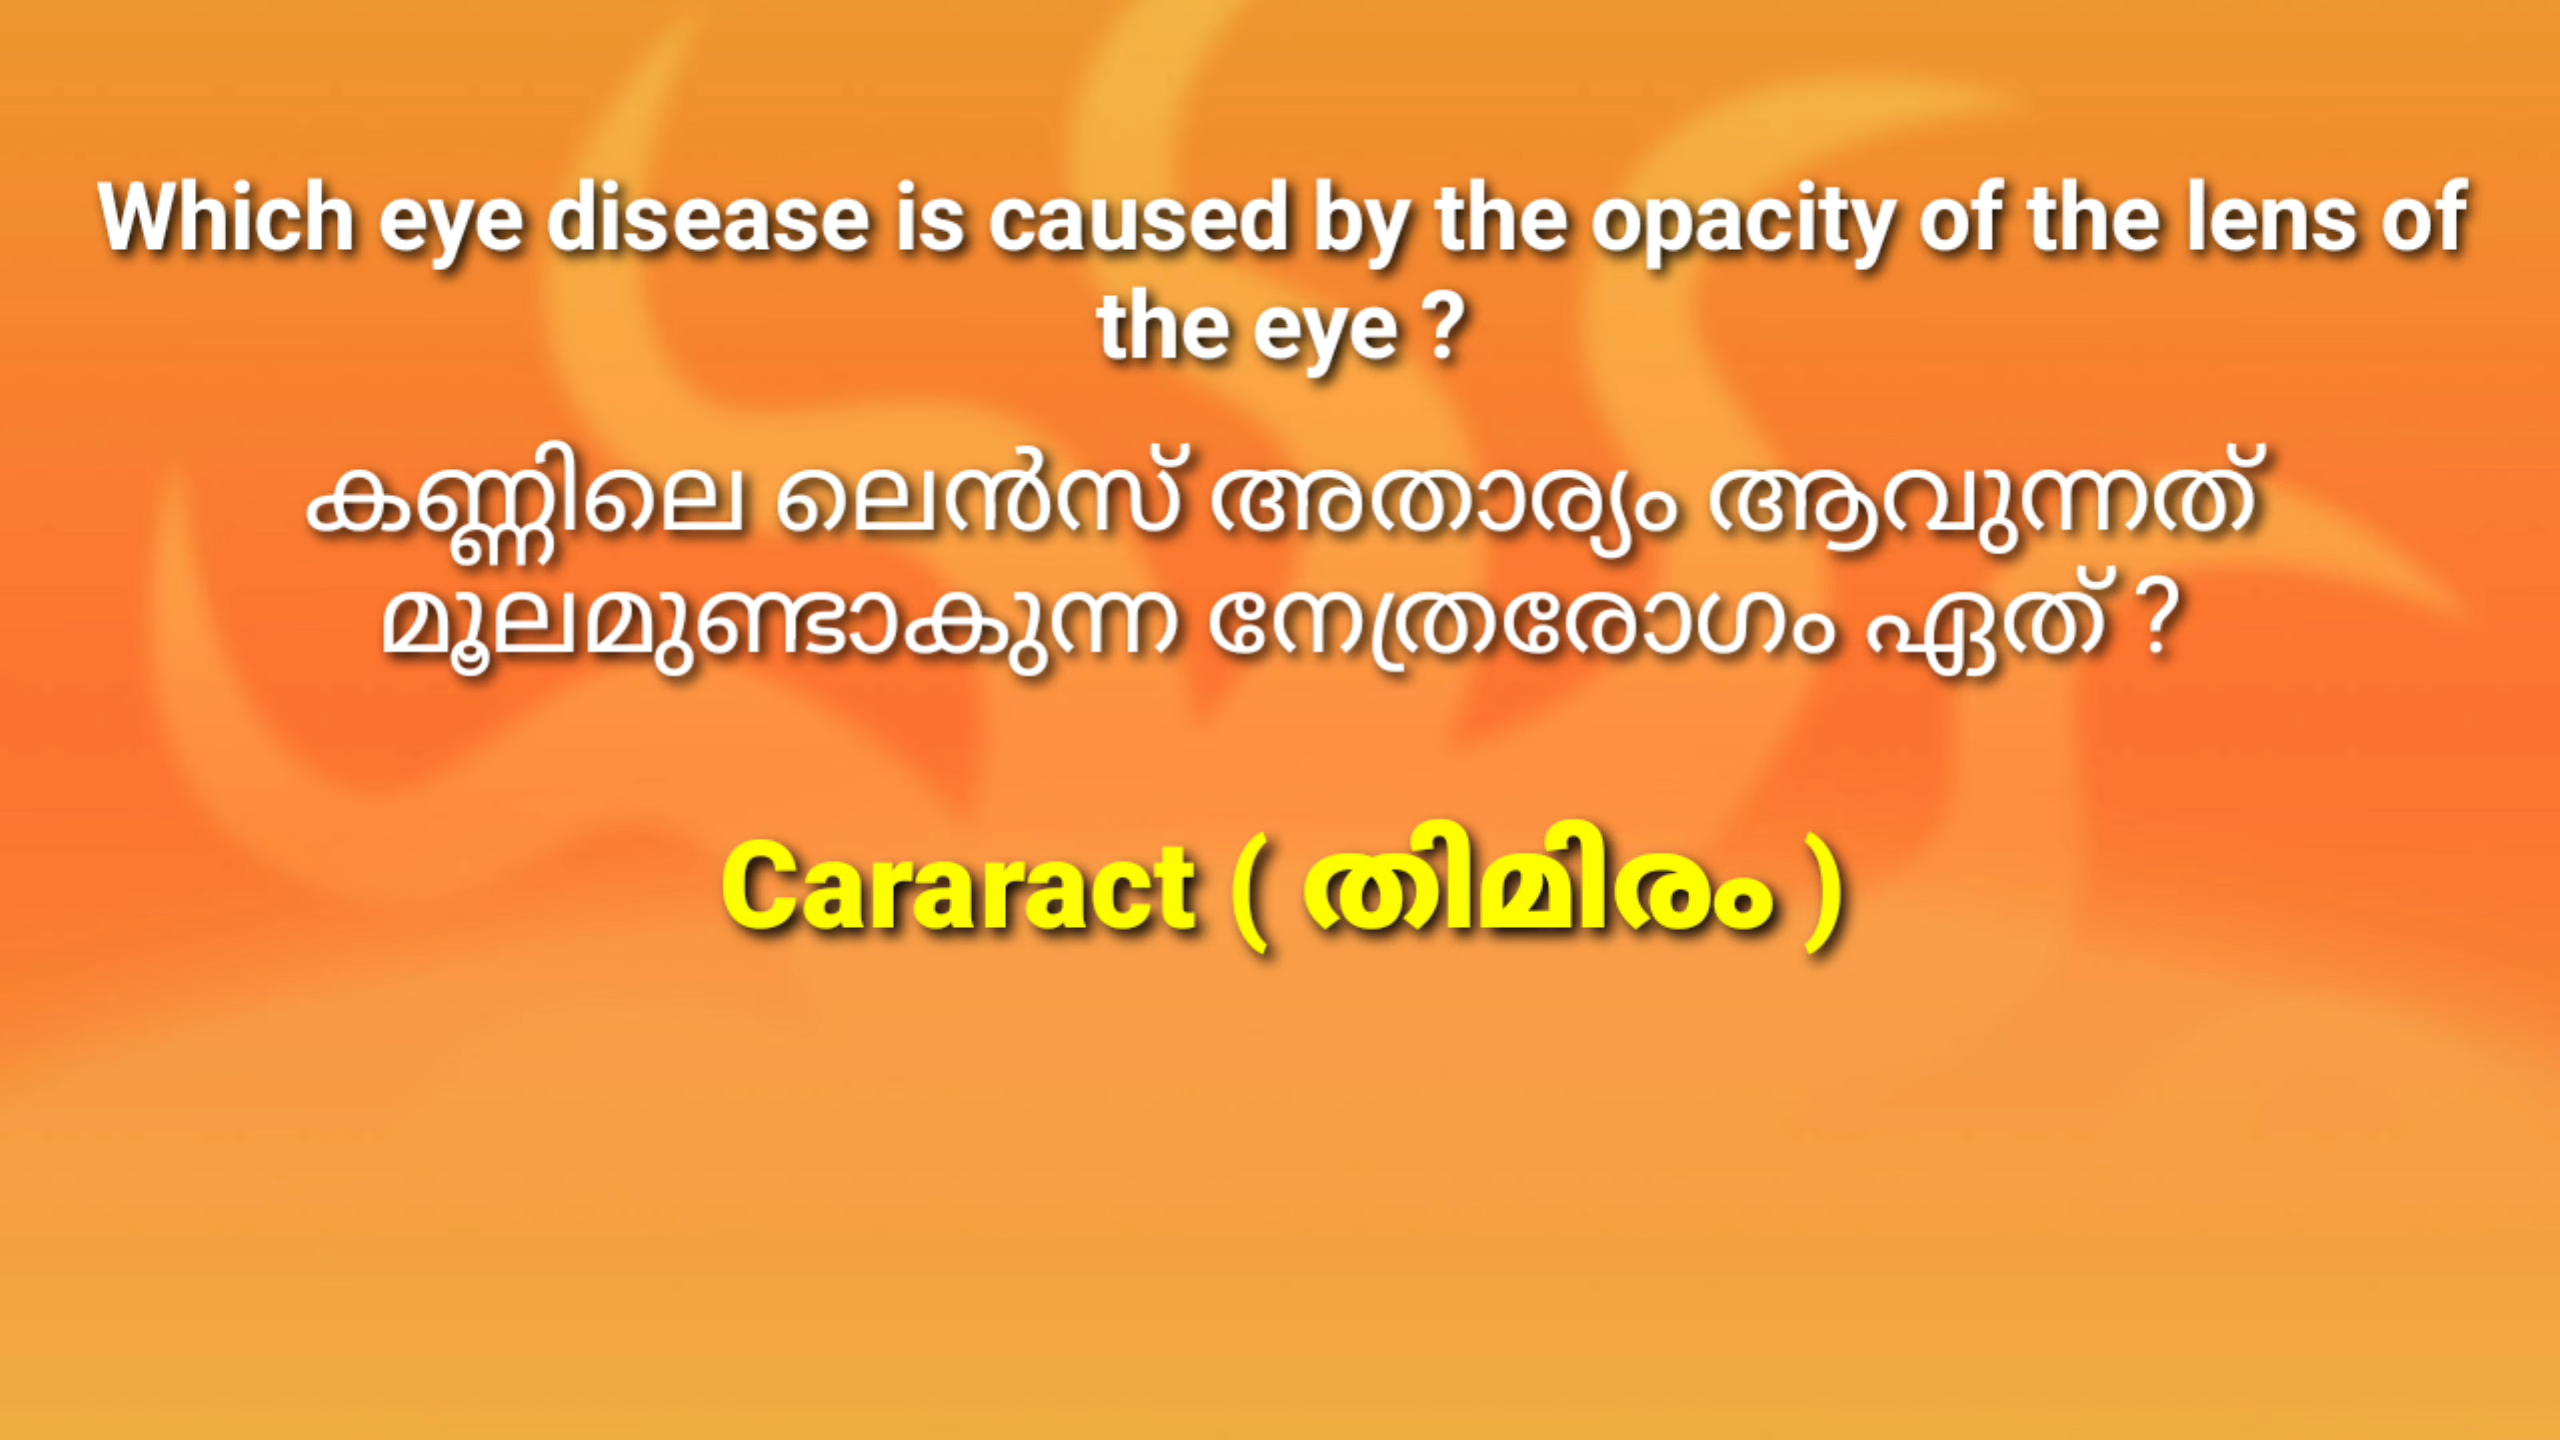 Which eye disease is caused by the opacity of the lens of
the eye ?
കണ്ണിലെ ലെൻസ് അതാര്യം ആവുന്നത്
മൂലമുണ്ടാകുന്ന നേത്രരോഗം ഏത് ?
Cararact ( തിമിരം )